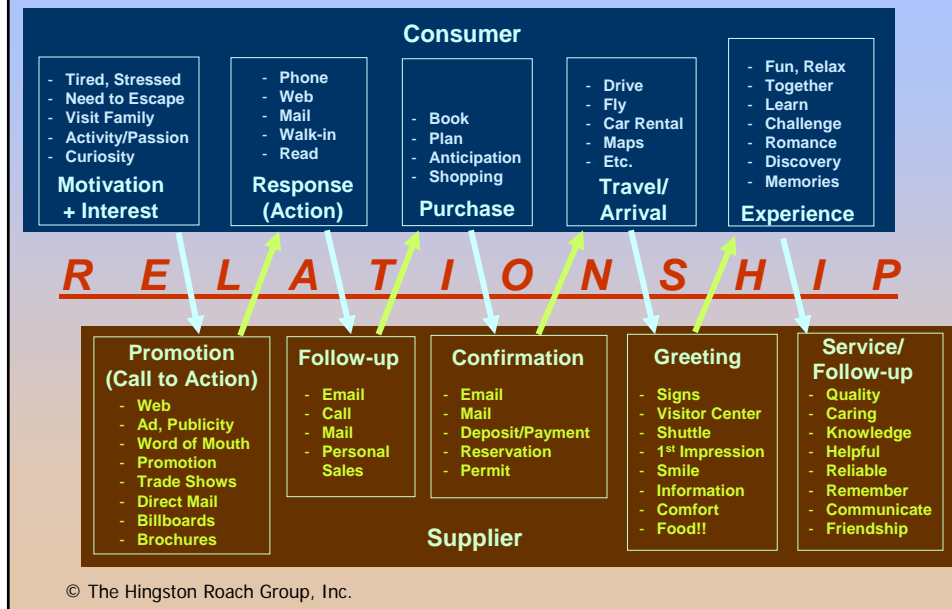 Consumer
- Tired, Stressed
- Need to Escape
- Visit Family
- Activity/Passion
- Curiosity
Motivation
+ Interest
- Phone
- Web
- Mail
- Walk-in
- Read
Response
(Action)
- Book
- Plan
- Anticipation
- Shopping
Purchase
- Drive
- Fly
- Car Rental
- Maps
- Etc.
Travel/
Arrival
- Fun, Relax
- Together
- Learn
- Challenge
- Romance
- Discovery
- Memories
Experience
R E L A T I O N S H I P
Promotion
(Call to Action)
- Web
- Ad, Publicity
- Word of Mouth
- Promotion
- Trade Shows
- Direct Mail
- Billboards
- Brochures
Follow-up
- Email
- Call
- Mail
- Personal
Sales
Confirmation
- Email
- Mail
- Deposit/Payment
- Reservation
- Permit
Greeting
- Signs
- Visitor Center
- Shuttle
- 1st Impression
- Smile
- Information
- Comfort
- Food!!
Service/
Follow-up
- Quality
- Caring
- Knowledge
- Helpful
- Reliable
- Remember
- Communicate
- Friendship
Supplier
© The Hingston Roach Group, Inc.